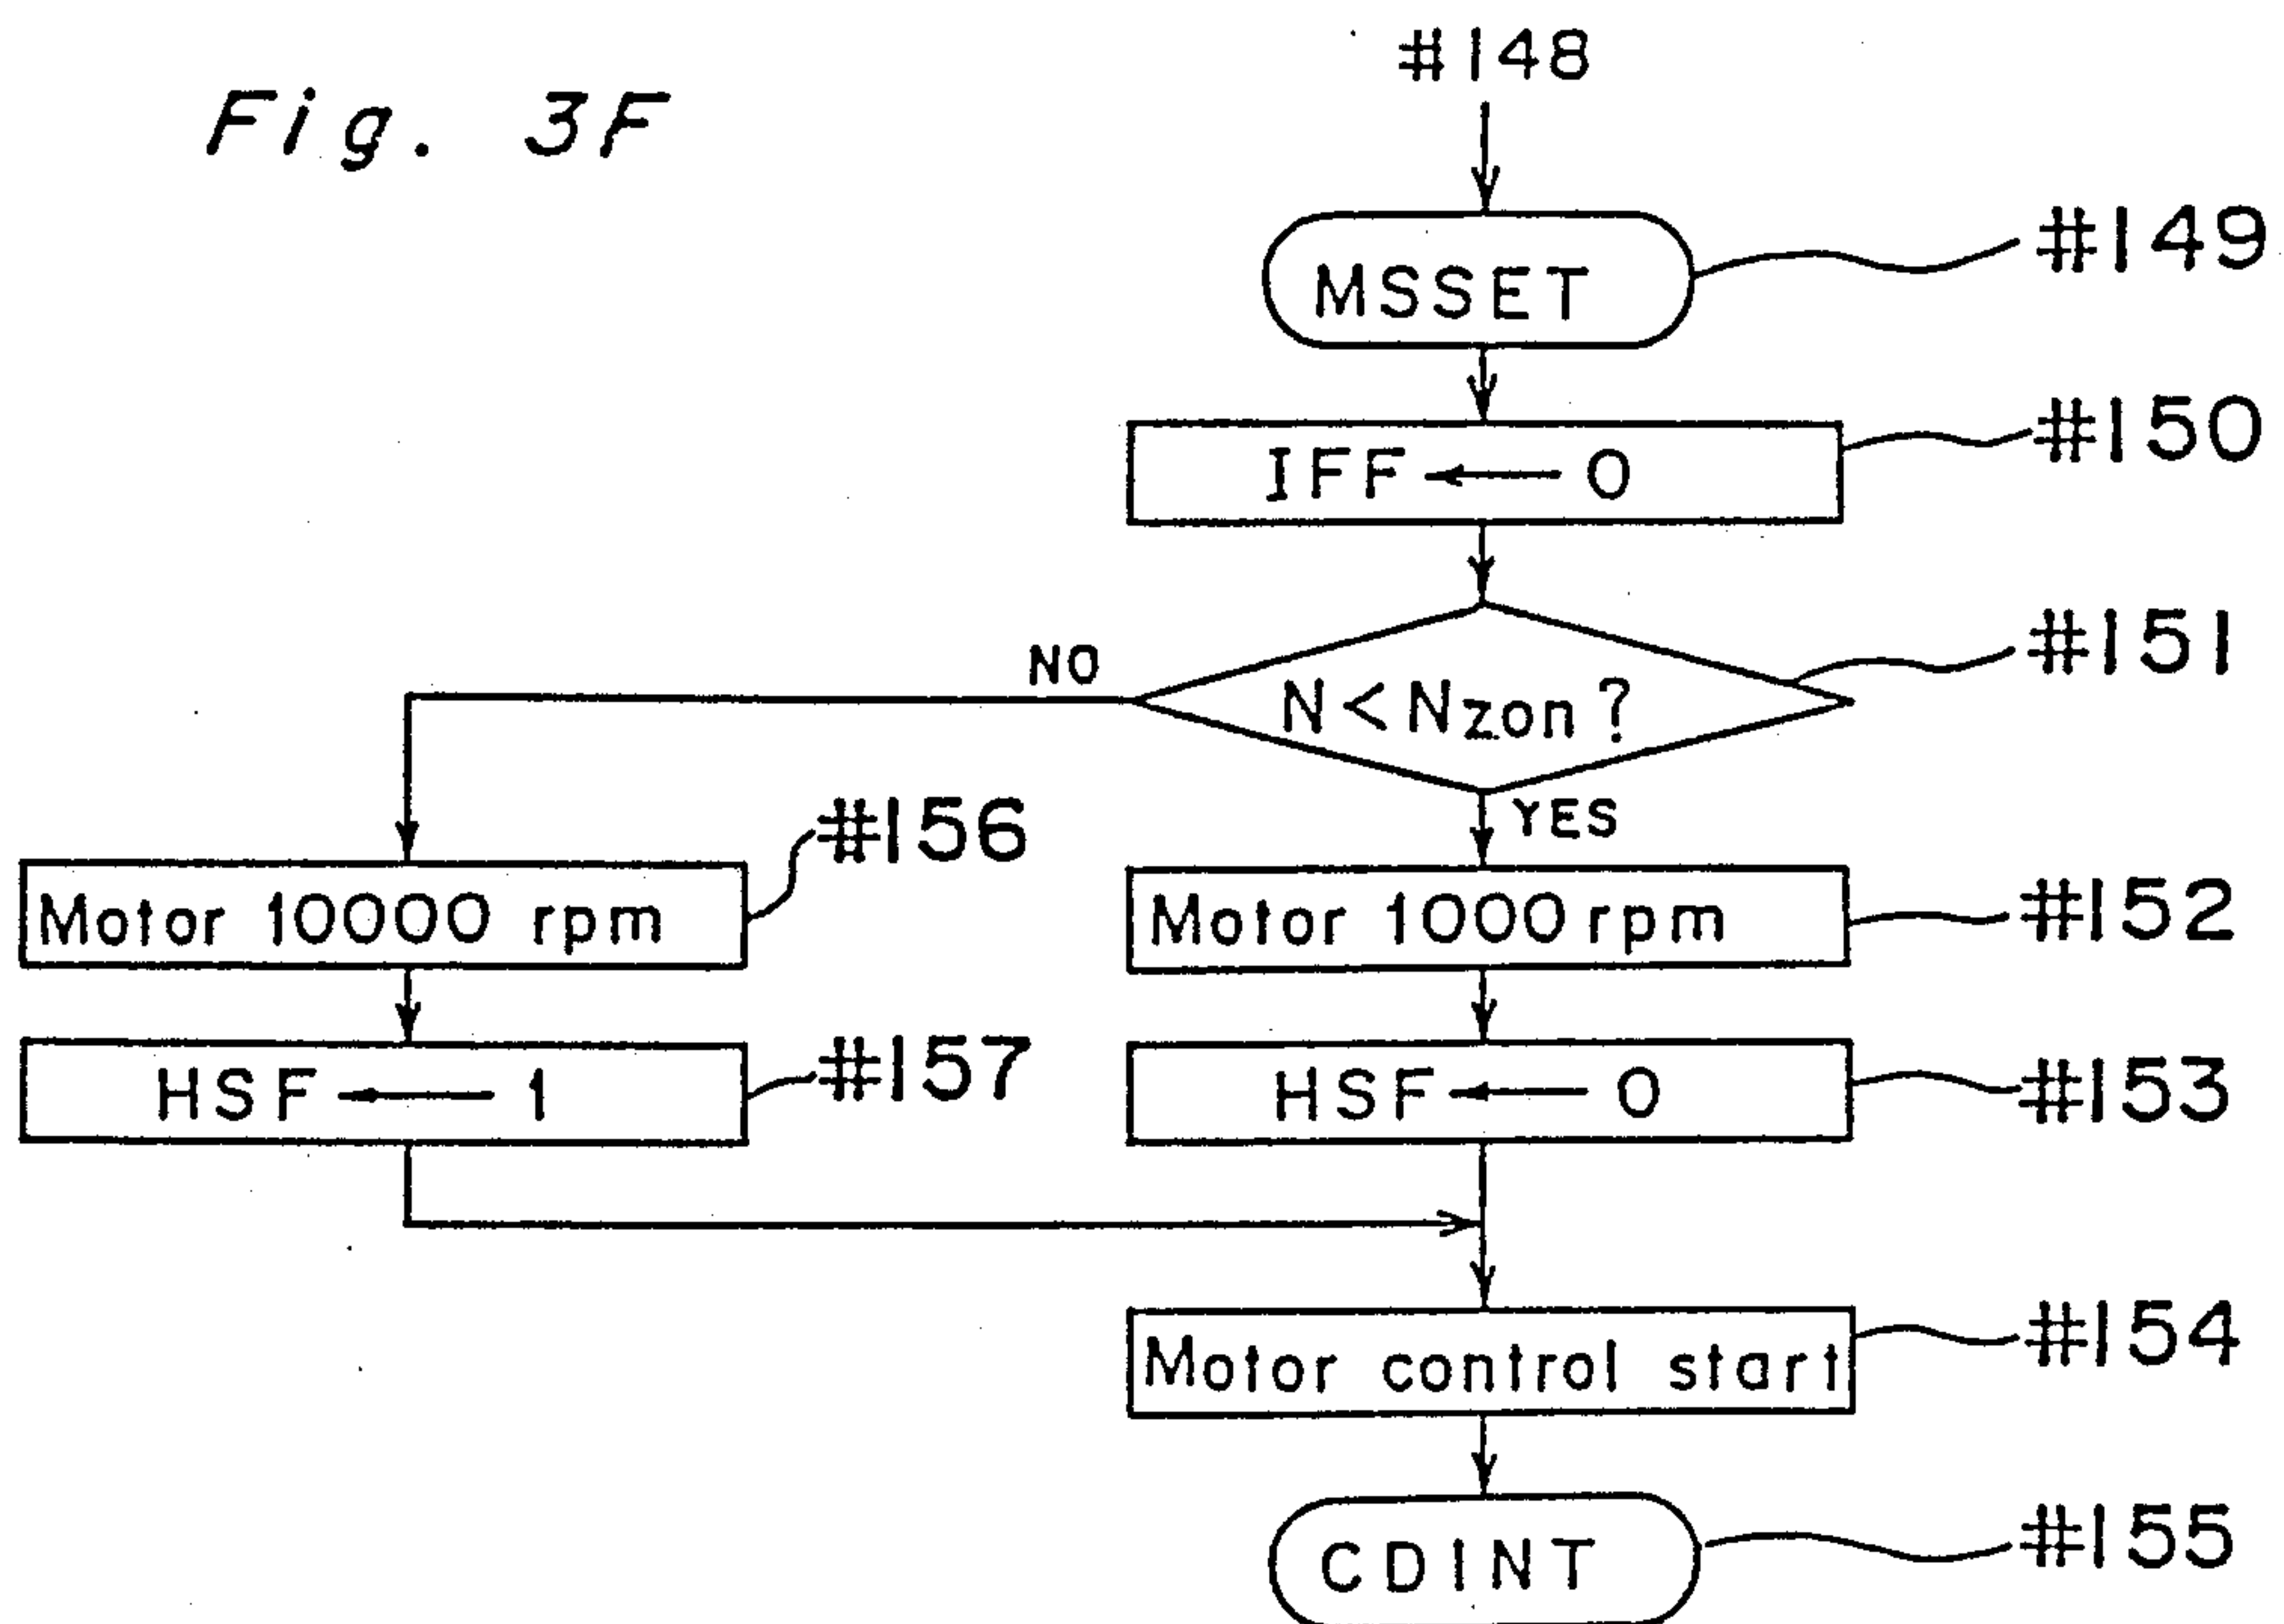 Fig. 3F
#148
MSSET
#149
IFF ← 0
#150
N < Nzon ?
#151
NO
YES
Motor 10000 rpm
#156
Motor 1000 rpm
#152
HSF ← 1
#157
HSF ← 0
#153
Motor control start
#154
CDINT
#155